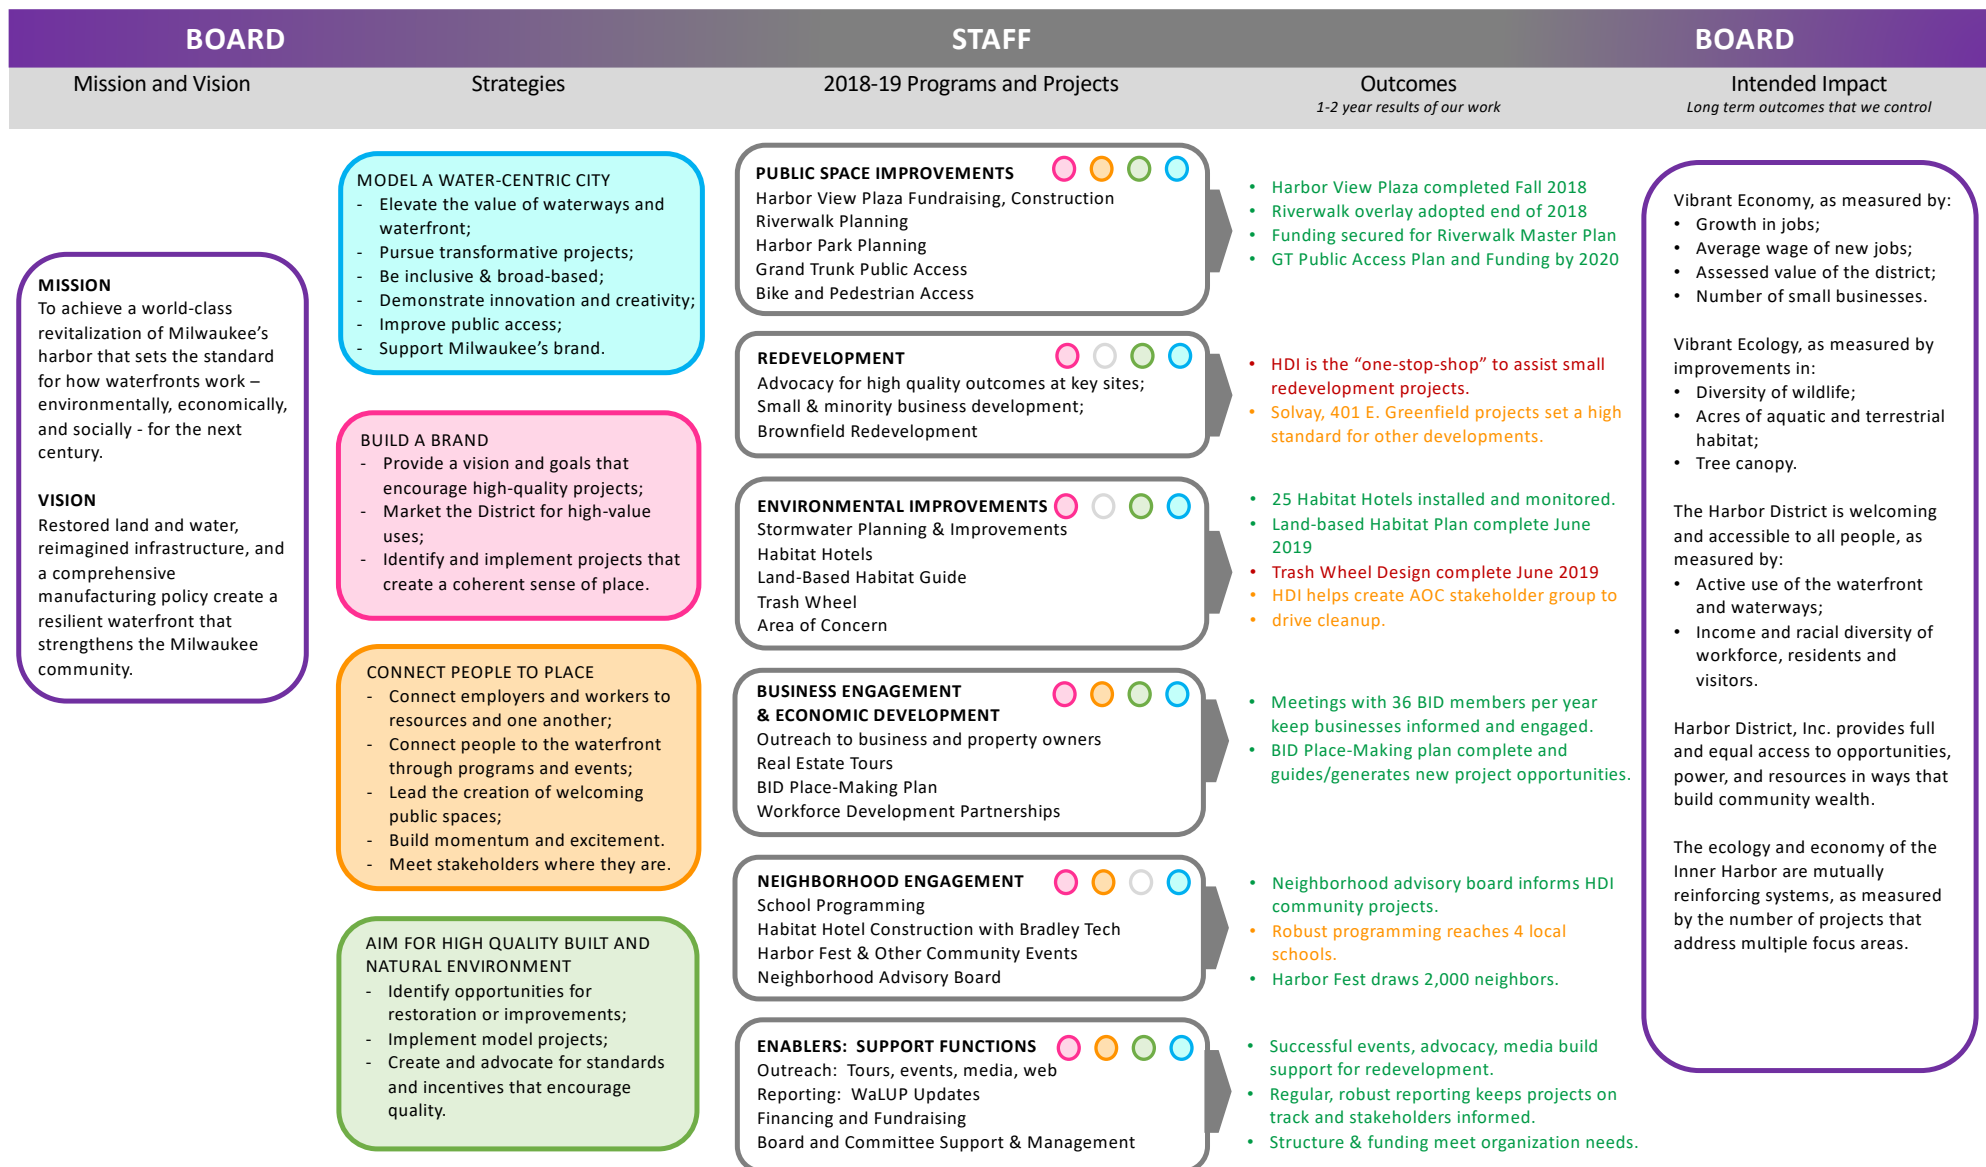 BOARD
STAFF
BOARD
Mission and Vision
Strategies
2018-19 Programs and Projects
Outcomes
1-2 year results of our work
Intended Impact
Long term outcomes that we control
MISSION
To achieve a world-class
revitalization of Milwaukee’s
harbor that sets the standard
for how waterfronts work –
environmentally, economically,
and socially - for the next
century.
VISION
Restored land and water,
reimagined infrastructure, and
a comprehensive
manufacturing policy create a
resilient waterfront that
strengthens the Milwaukee
community.
MODEL A WATER-CENTRIC CITY
- Elevate the value of waterways and
waterfront;
- Pursue transformative projects;
- Be inclusive & broad-based;
- Demonstrate innovation and creativity;
- Improve public access;
- Support Milwaukee’s brand.
BUILD A BRAND
- Provide a vision and goals that
encourage high-quality projects;
- Market the District for high-value
uses;
- Identify and implement projects that
create a coherent sense of place.
CONNECT PEOPLE TO PLACE
- Connect employers and workers to
resources and one another;
- Connect people to the waterfront
through programs and events;
- Lead the creation of welcoming
public spaces;
- Build momentum and excitement.
- Meet stakeholders where they are.
AIM FOR HIGH QUALITY BUILT AND
NATURAL ENVIRONMENT
- Identify opportunities for
restoration or improvements;
- Implement model projects;
- Create and advocate for standards
and incentives that encourage
quality.
PUBLIC SPACE IMPROVEMENTS
Harbor View Plaza Fundraising, Construction
Riverwalk Planning
Harbor Park Planning
Grand Trunk Public Access
Bike and Pedestrian Access
REDEVELOPMENT
Advocacy for high quality outcomes at key sites;
Small & minority business development;
Brownfield Redevelopment
ENVIRONMENTAL IMPROVEMENTS
Stormwater Planning & Improvements
Habitat Hotels
Land-Based Habitat Guide
Trash Wheel
Area of Concern
BUSINESS ENGAGEMENT
& ECONOMIC DEVELOPMENT
Outreach to business and property owners
Real Estate Tours
BID Place-Making Plan
Workforce Development Partnerships
NEIGHBORHOOD ENGAGEMENT
School Programming
Habitat Hotel Construction with Bradley Tech
Harbor Fest & Other Community Events
Neighborhood Advisory Board
ENABLERS: SUPPORT FUNCTIONS
Outreach: Tours, events, media, web
Reporting: WaLUP Updates
Financing and Fundraising
Board and Committee Support & Management
• Harbor View Plaza completed Fall 2018
• Riverwalk overlay adopted end of 2018
• Funding secured for Riverwalk Master Plan
• GT Public Access Plan and Funding by 2020
• HDI is the “one-stop-shop” to assist small
redevelopment projects.
• Solvay, 401 E. Greenfield projects set a high
standard for other developments.
• 25 Habitat Hotels installed and monitored.
• Land-based Habitat Plan complete June
2019
• Trash Wheel Design complete June 2019
• HDI helps create AOC stakeholder group to
• drive cleanup.
• Meetings with 36 BID members per year
keep businesses informed and engaged.
• BID Place-Making plan complete and
guides/generates new project opportunities.
• Neighborhood advisory board informs HDI
community projects.
• Robust programming reaches 4 local
schools.
• Harbor Fest draws 2,000 neighbors.
• Successful events, advocacy, media build
support for redevelopment.
• Regular, robust reporting keeps projects on
track and stakeholders informed.
• Structure & funding meet organization needs.
Vibrant Economy, as measured by:
• Growth in jobs;
• Average wage of new jobs;
• Assessed value of the district;
• Number of small businesses.
Vibrant Ecology, as measured by
improvements in:
• Diversity of wildlife;
• Acres of aquatic and terrestrial
habitat;
• Tree canopy.
The Harbor District is welcoming
and accessible to all people, as
measured by:
• Active use of the waterfront
and waterways;
• Income and racial diversity of
workforce, residents and
visitors.
Harbor District, Inc. provides full
and equal access to opportunities,
power, and resources in ways that
build community wealth.
The ecology and economy of the
Inner Harbor are mutually
reinforcing systems, as measured
by the number of projects that
address multiple focus areas.